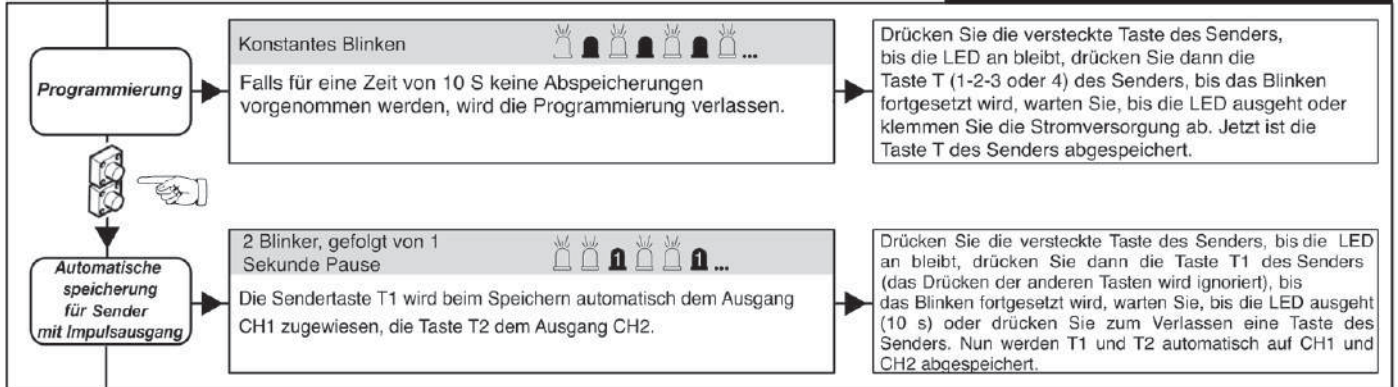 Programmierung
Konstantes Blinken
...
Falls für eine Zeit von 10 S keine Abspeicherungen
vorgenommen werden, wird die Programmierung verlassen.
Drücken Sie die versteckte Taste des Senders,
bis die LED an bleibt, drücken Sie dann die
Taste T (1-2-3 oder 4) des Senders, bis das Blinken
fortgesetzt wird, warten Sie, bis die LED ausgeht oder
klemmen Sie die Stromversorgung ab. Jetzt ist die
Taste T des Senders abgespeichert.
Automatische
speicherung
für Sender
mit Impulsausgang
2 Blinker, gefolgt von 1
Sekunde Pause
1 1 ...
Die Sendertaste T1 wird beim Speichern automatisch dem Ausgang
CH1 zugewiesen, die Taste T2 dem Ausgang CH2.
Drücken Sie die versteckte Taste des Senders, bis die LED
an bleibt, drücken Sie dann die Taste T1 des Senders
(das Drücken der anderen Tasten wird ignoriert), bis
das Blinken fortgesetzt wird, warten Sie, bis die LED ausgeht
(10 s) oder drücken Sie zum Verlassen eine Taste des
Senders. Nun werden T1 und T2 automatisch auf CH1 und
CH2 abgespeichert.